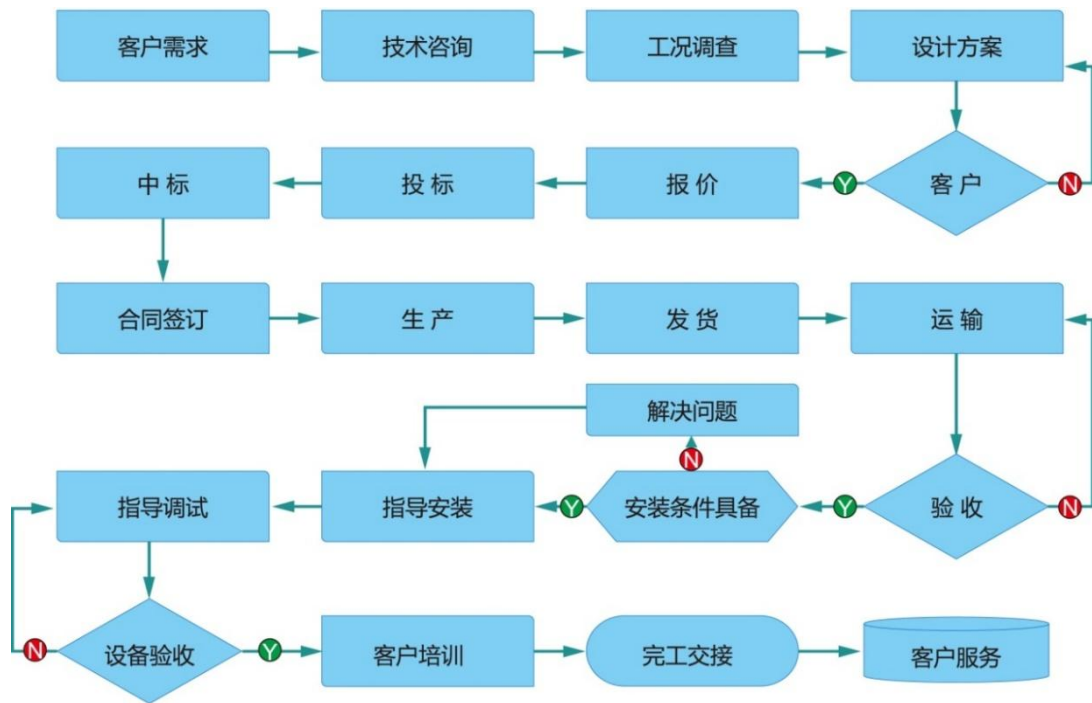 客户需求
技术咨询
工况调查
设计方案
中 标
投 标
报 价
Y
客 户
N
合同签订
生 产
发 货
运 输
解决问题
N
指导调试
指导安装
Y
安装条件具备
Y
验 收
N
N
设备验收
Y
客户培训
完工交接
客户服务